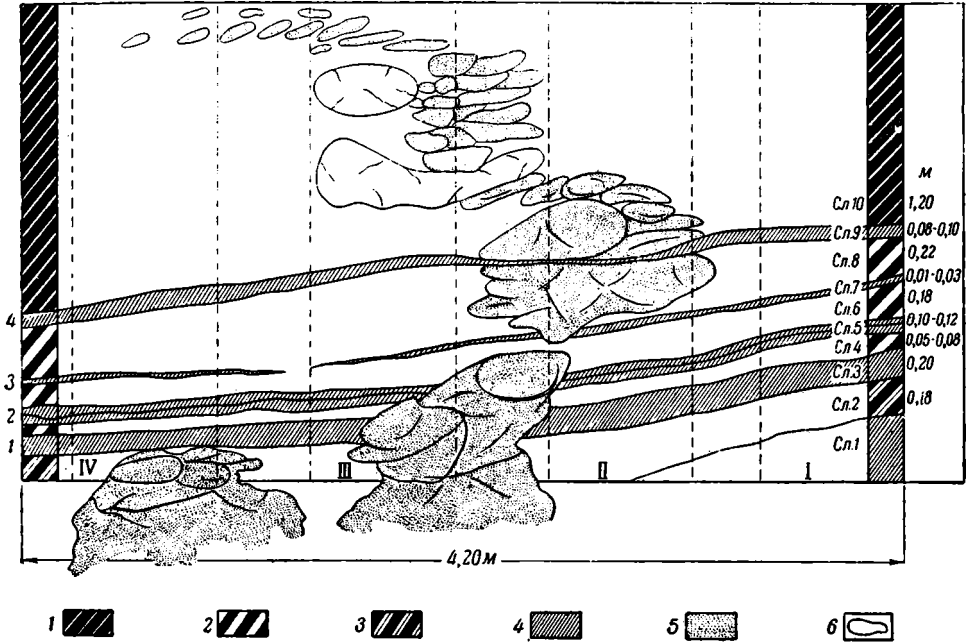 м
Сл.10 1,20
Сл.9 0,08-0,10
Сл.8 0,22
Сл.7 0,01-0,03
Сл.6 0,18
Сл.5 0,10-0,12
Сл.4 0,05-0,08
Сл.3 0,20
Сл.2 0,18
Сл.1
4
3
2
1
IV III II I
4,20 м
1 2 3 4 5 6